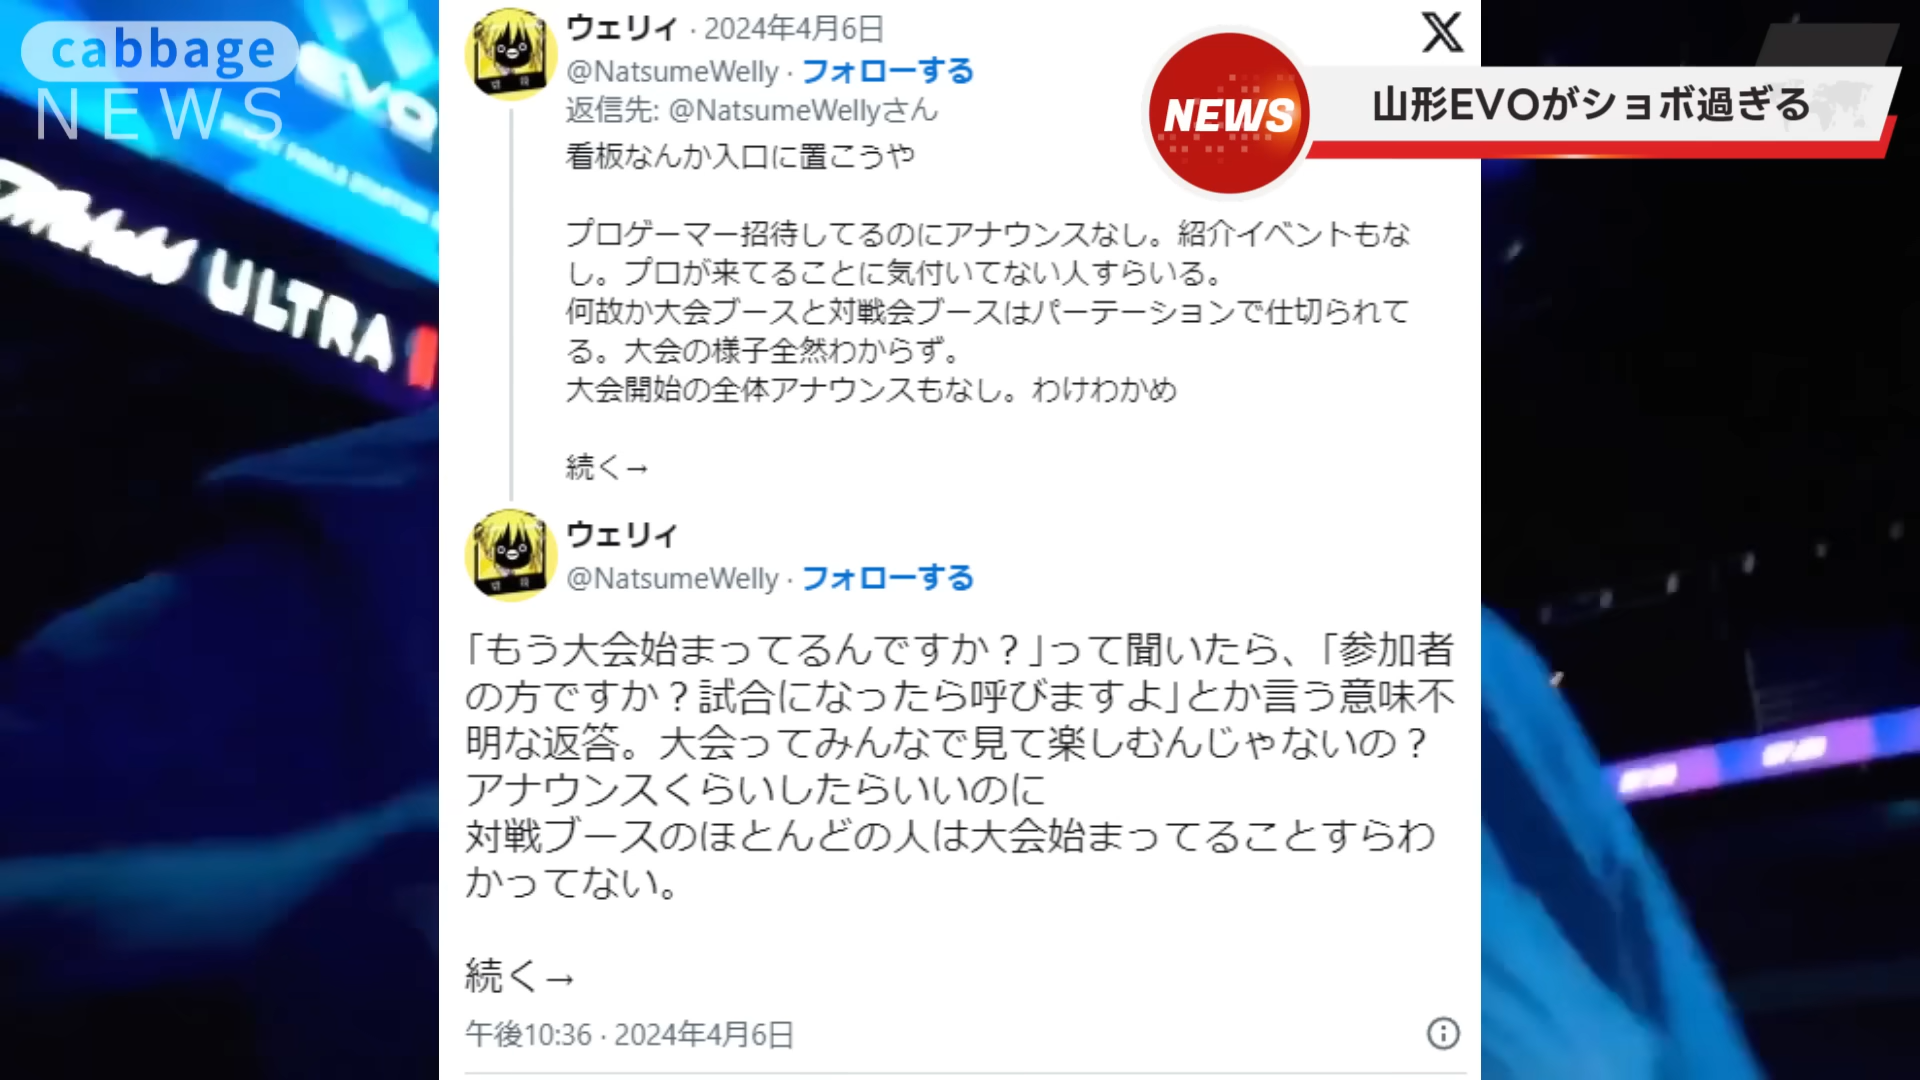 cabbage
NEWS
EVO
ULTRA
NEWS
山形EVOがショボ過ぎる
ウェリィ · 2024年4月6日
@NatsumeWelly · フォローする
返信先: @NatsumeWellyさん
看板なんか入口に置こうや
プロゲーマー招待してるのにアナウンスなし。紹介イベントもな
し。プロが来てることに気付いてない人すらいる。
何故か大会ブースと対戦会ブースはパーテーションで仕切られて
る。大会の様子全然わからず。
大会開始の全体アナウンスもなし。わけわかめ
続く→
ウェリィ
@NatsumeWelly · フォローする
｢もう大会始まってるんですか？｣って聞いたら、｢参加者
の方ですか？試合になったら呼びますよ｣とか言う意味不
明な返答。大会ってみんなで見て楽しむんじゃないの？
アナウンスくらいしたらいいのに
対戦ブースのほとんどの人は大会始まってることすらわ
かってない。
続く→
午後10:36 · 2024年4月6日